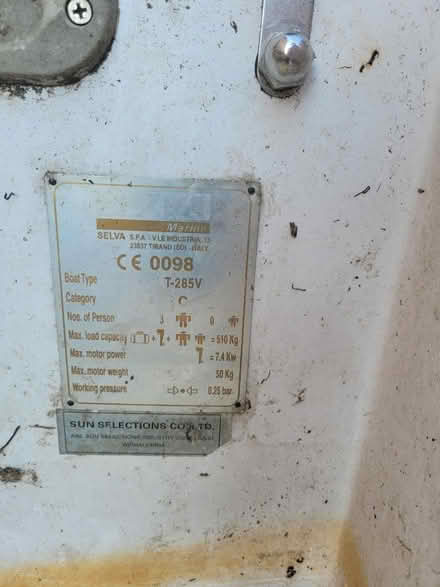 Marine
SELVA S.P.A. - V.LE INDUSTRIA, 13
23037 TIRANO (SO) - ITALY
CE 0098
Boat Type T-285V
Category C
Nos. of Person 3 0
Max. load capacity + + = 510 Kg
Max. motor power = 7.4 Kw
Max. motor weight 50 Kg
Working pressure 0.25 bar
SUN SELECTIONS CO. LTD.